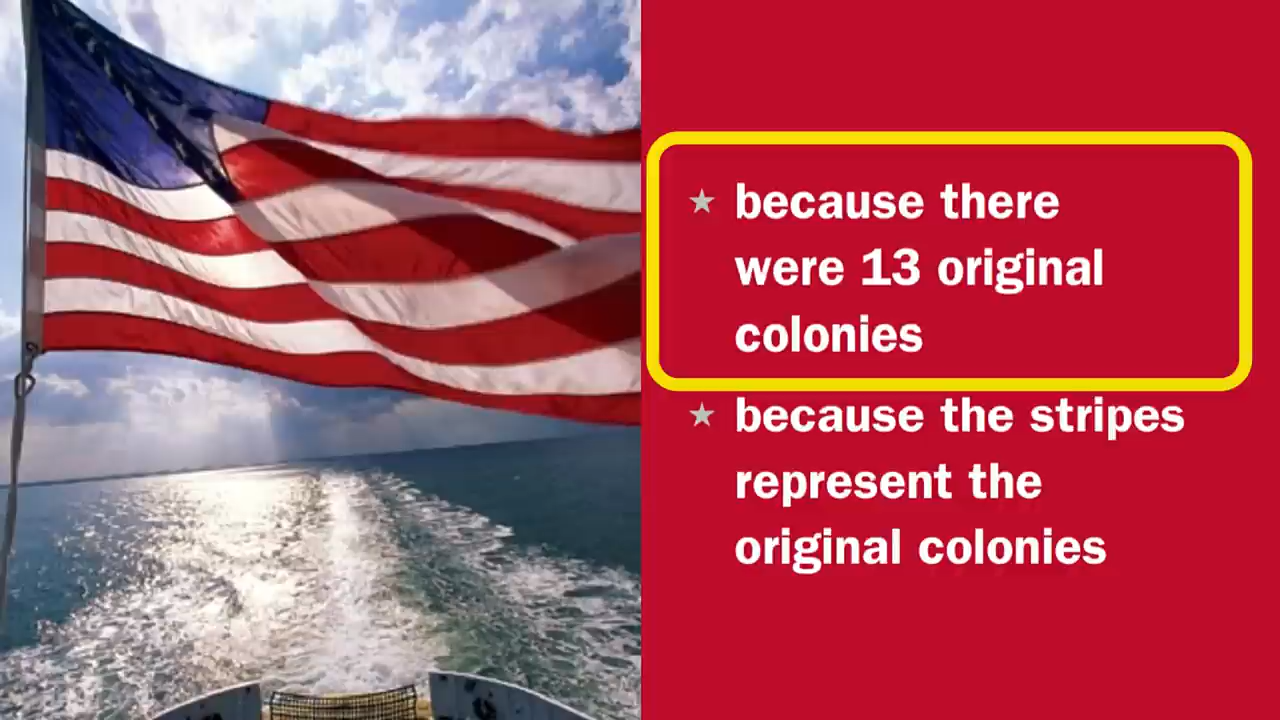 because there
were 13 original
colonies
because the stripes
represent the
original colonies